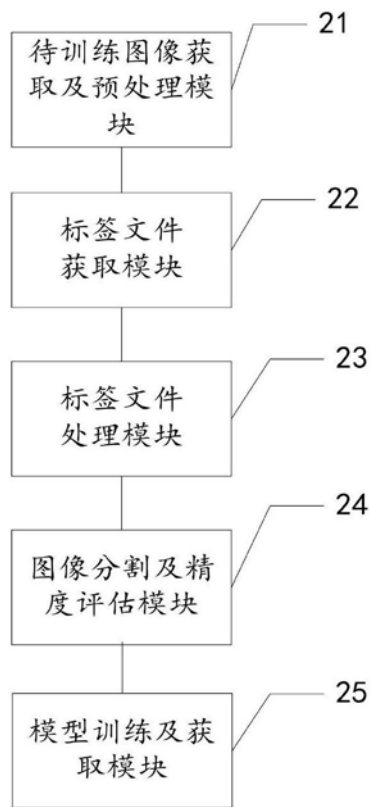 21
待训练图像获
取及预处理模
块
22
标签文件
获取模块
23
标签文件
处理模块
24
图像分割及精
度评估模块
25
模型训练及获
取模块